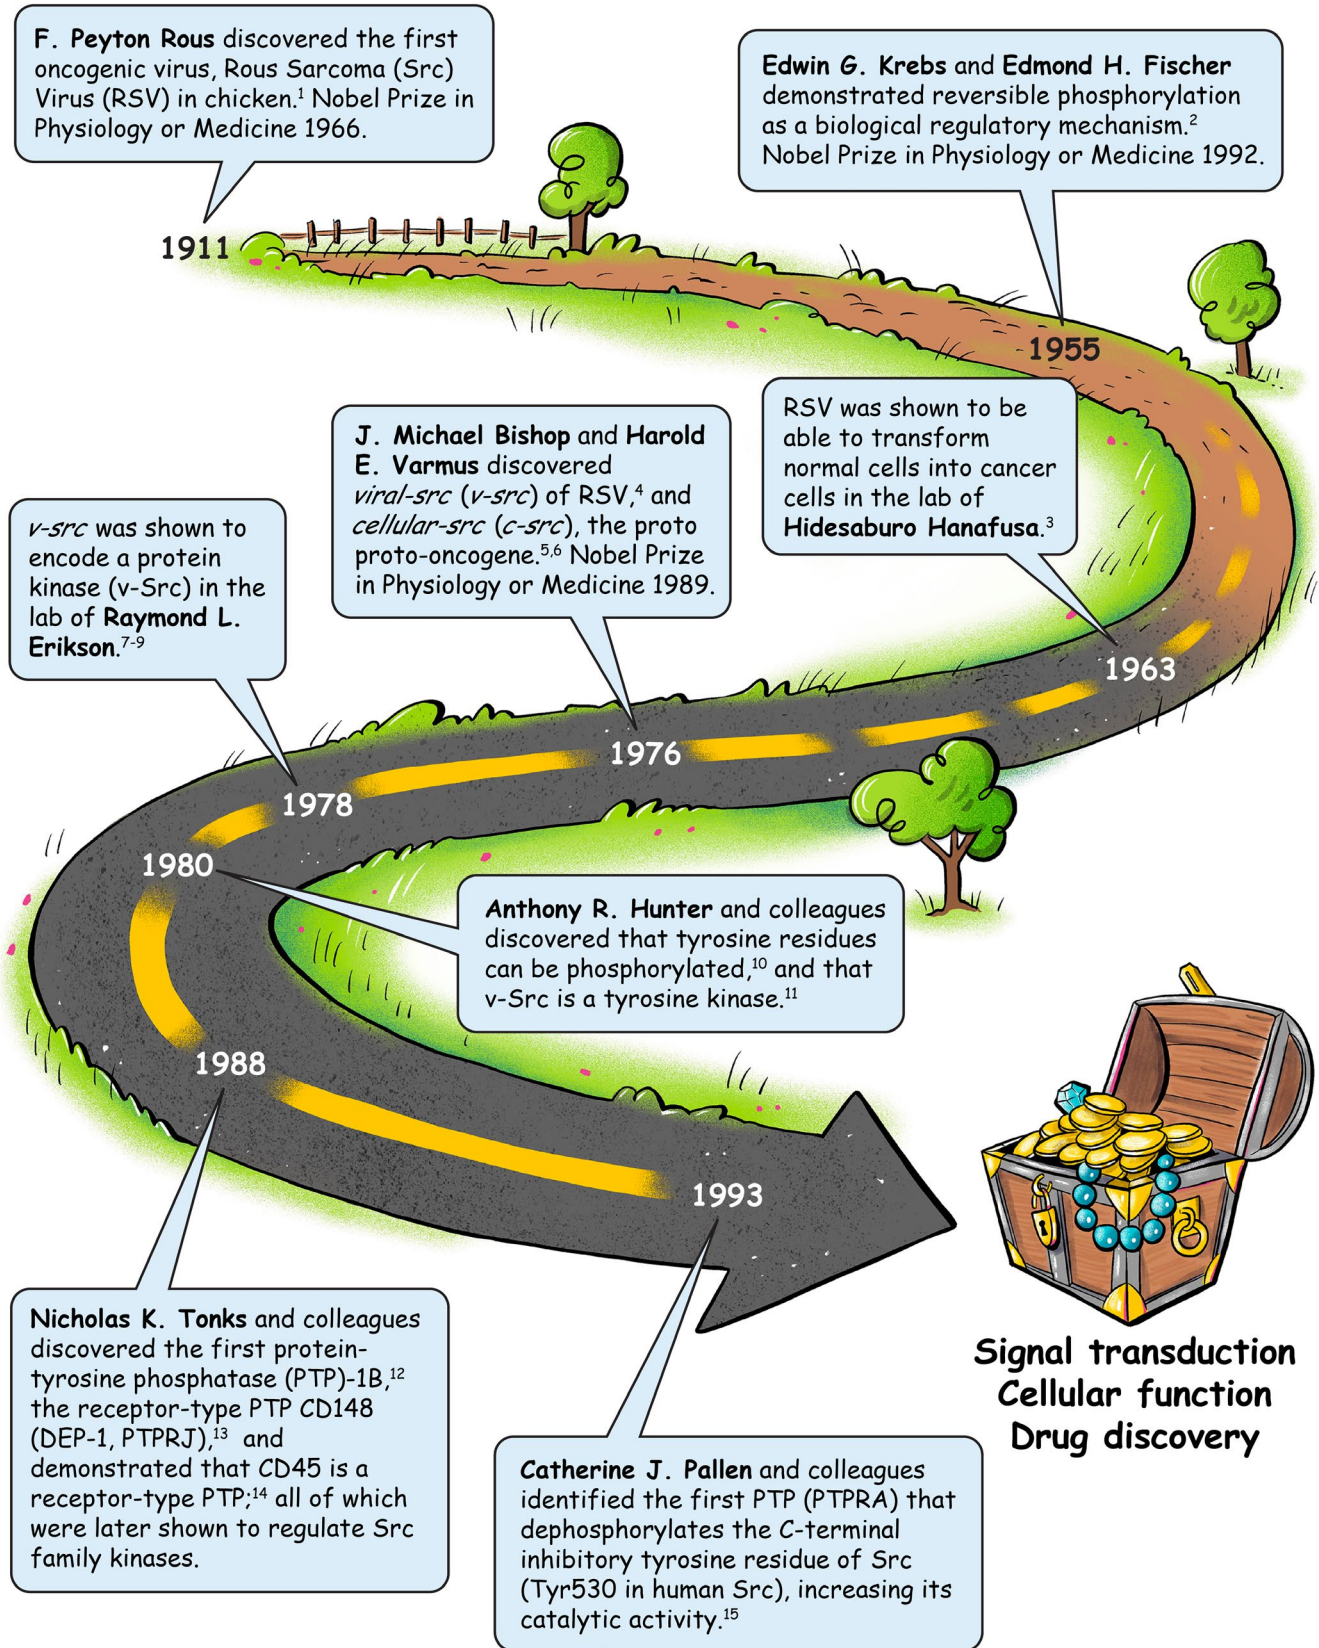 F. Peyton Rous discovered the first
oncogenic virus, Rous Sarcoma (Src)
Virus (RSV) in chicken.¹ Nobel Prize in
Physiology or Medicine 1966.
1911
Edwin G. Krebs and Edmond H. Fischer
demonstrated reversible phosphorylation
as a biological regulatory mechanism.²
Nobel Prize in Physiology or Medicine 1992.
1955
RSV was shown to be
able to transform
normal cells into cancer
cells in the lab of
Hidesaburo Hanafusa.³
1963
J. Michael Bishop and Harold
E. Varmus discovered
viral-src (v-src) of RSV,⁴ and
cellular-src (c-src), the proto
proto-oncogene.⁵,⁶ Nobel Prize
in Physiology or Medicine 1989.
1976
v-src was shown to
encode a protein
kinase (v-Src) in the
lab of Raymond L.
Erikson.⁷⁻⁹
1978
1980
Anthony R. Hunter and colleagues
discovered that tyrosine residues
can be phosphorylated,¹⁰ and that
v-Src is a tyrosine kinase.¹¹
1988
Nicholas K. Tonks and colleagues
discovered the first protein-
tyrosine phosphatase (PTP)-1B,¹²
the receptor-type PTP CD148
(DEP-1, PTPRJ),¹³ and
demonstrated that CD45 is a
receptor-type PTP;¹⁴ all of which
were later shown to regulate Src
family kinases.
1993
Catherine J. Pallen and colleagues
identified the first PTP (PTPRA) that
dephosphorylates the C-terminal
inhibitory tyrosine residue of Src
(Tyr530 in human Src), increasing its
catalytic activity.¹⁵
Signal transduction
Cellular function
Drug discovery